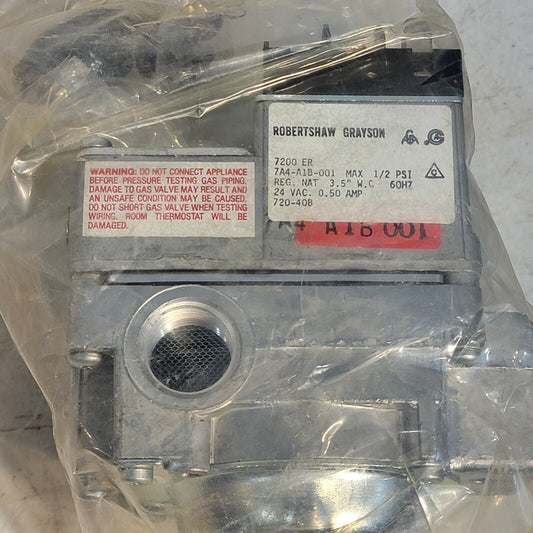 ROBERTSHAW GRAYSON
7200 ER
7A4-A1B-001 MAX 1/2 PSI
REG. NAT 3.5" W.C 60HZ
24 VAC. 0.50 AMP
720-40B
A4 A1B 001
WARNING: DO NOT CONNECT APPLIANCE
BEFORE PRESSURE TESTING GAS PIPING.
DAMAGE TO GAS VALVE MAY RESULT AND
AN UNSAFE CONDITION MAY BE CAUSED.
DO NOT SHORT GAS VALVE WHEN TESTING
WIRING. ROOM THERMOSTAT WILL BE
DAMAGED.